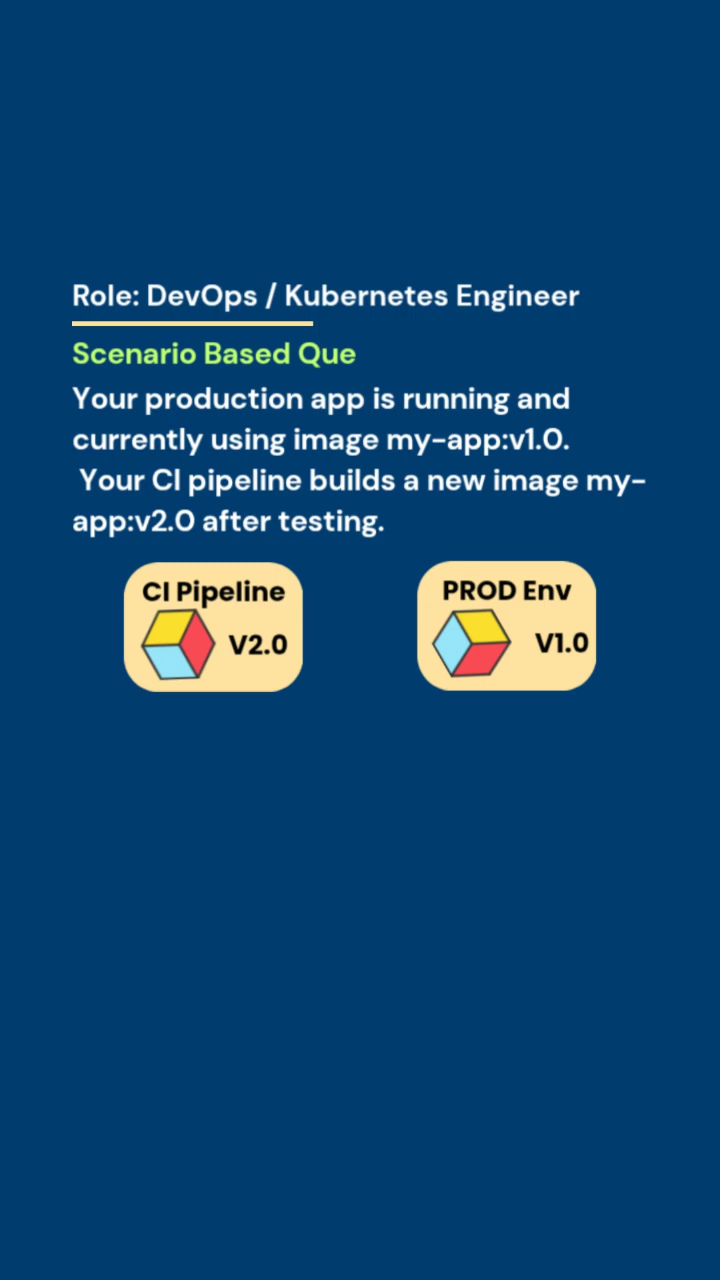 Role: DevOps / Kubernetes Engineer
Scenario Based Que
Your production app is running and
currently using image my-app:v1.0.
Your CI pipeline builds a new image my-
app:v2.0 after testing.
CI Pipeline
V2.0
PROD Env
V1.0